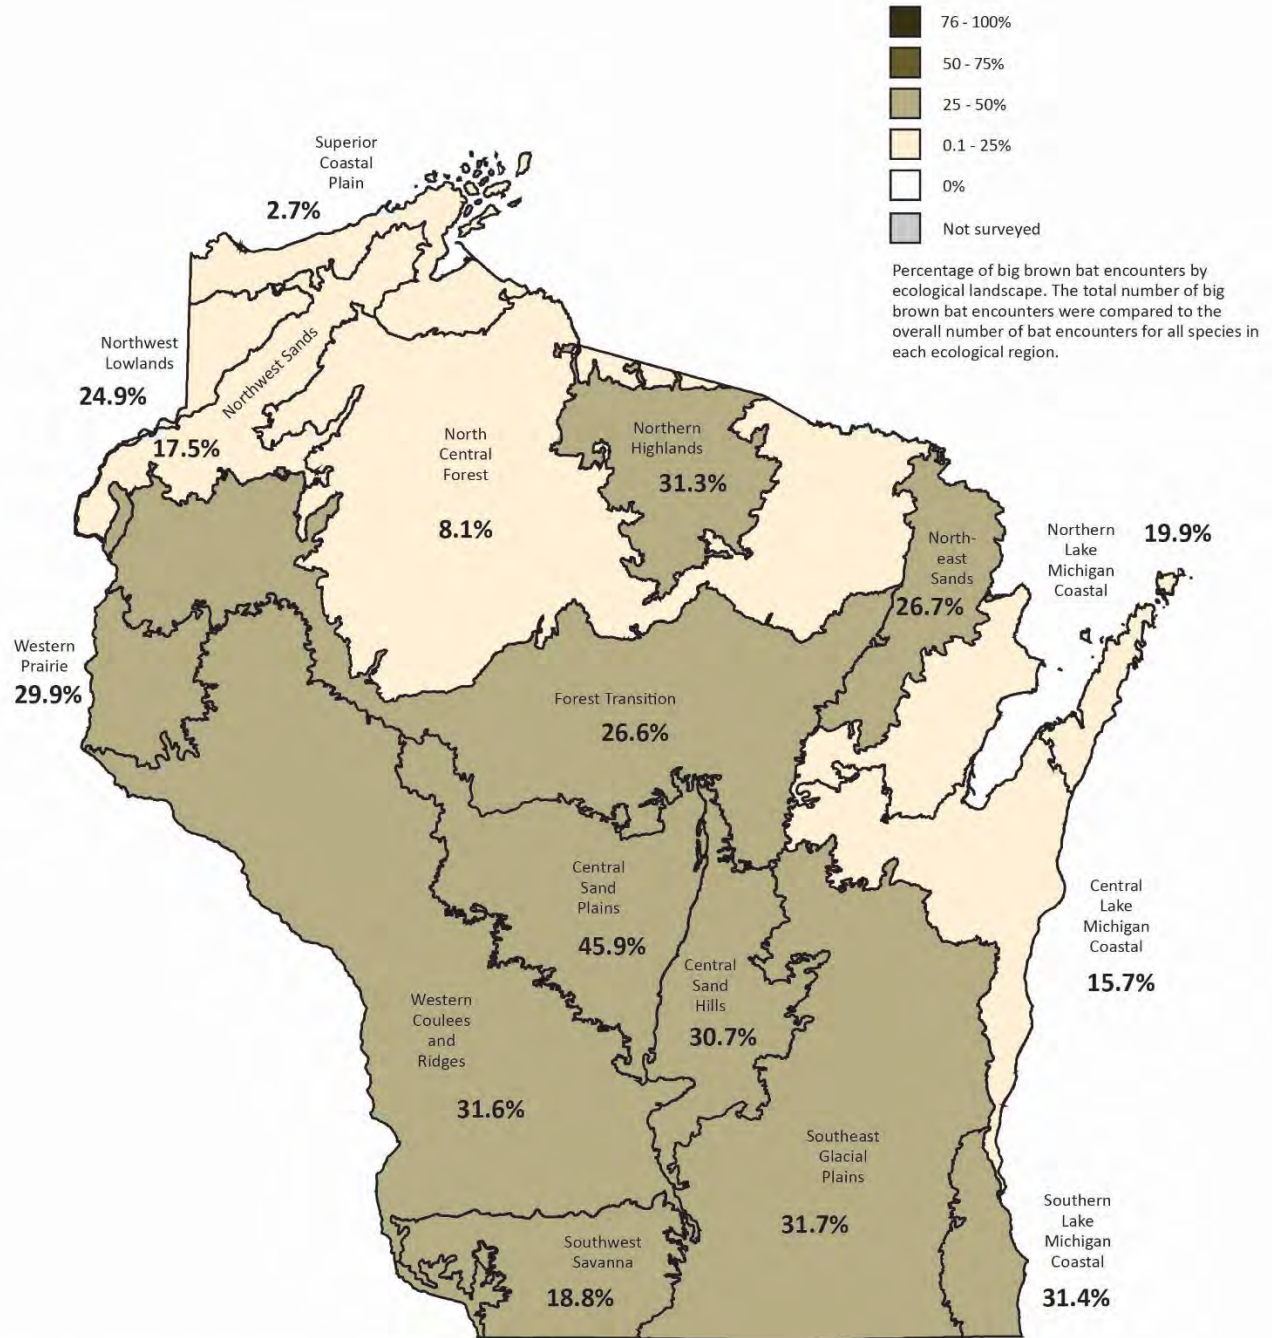 76 - 100%
50 - 75%
25 - 50%
0.1 - 25%
0%
Not surveyed
Percentage of big brown bat encounters by
ecological landscape. The total number of big
brown bat encounters were compared to the
overall number of bat encounters for all species in
each ecological region.
Superior
Coastal
Plain
2.7%
Northwest
Lowlands
24.9%
Northwest Sands
17.5%
North
Central
Forest
8.1%
Northern
Highlands
31.3%
North-
east
Sands
26.7%
Northern
Lake
Michigan
Coastal
19.9%
Western
Prairie
29.9%
Forest Transition
26.6%
Central
Sand
Plains
45.9%
Central
Sand
Hills
30.7%
Central
Lake
Michigan
Coastal
15.7%
Western
Coulees
and
Ridges
31.6%
Southeast
Glacial
Plains
31.7%
Southwest
Savanna
18.8%
Southern
Lake
Michigan
Coastal
31.4%